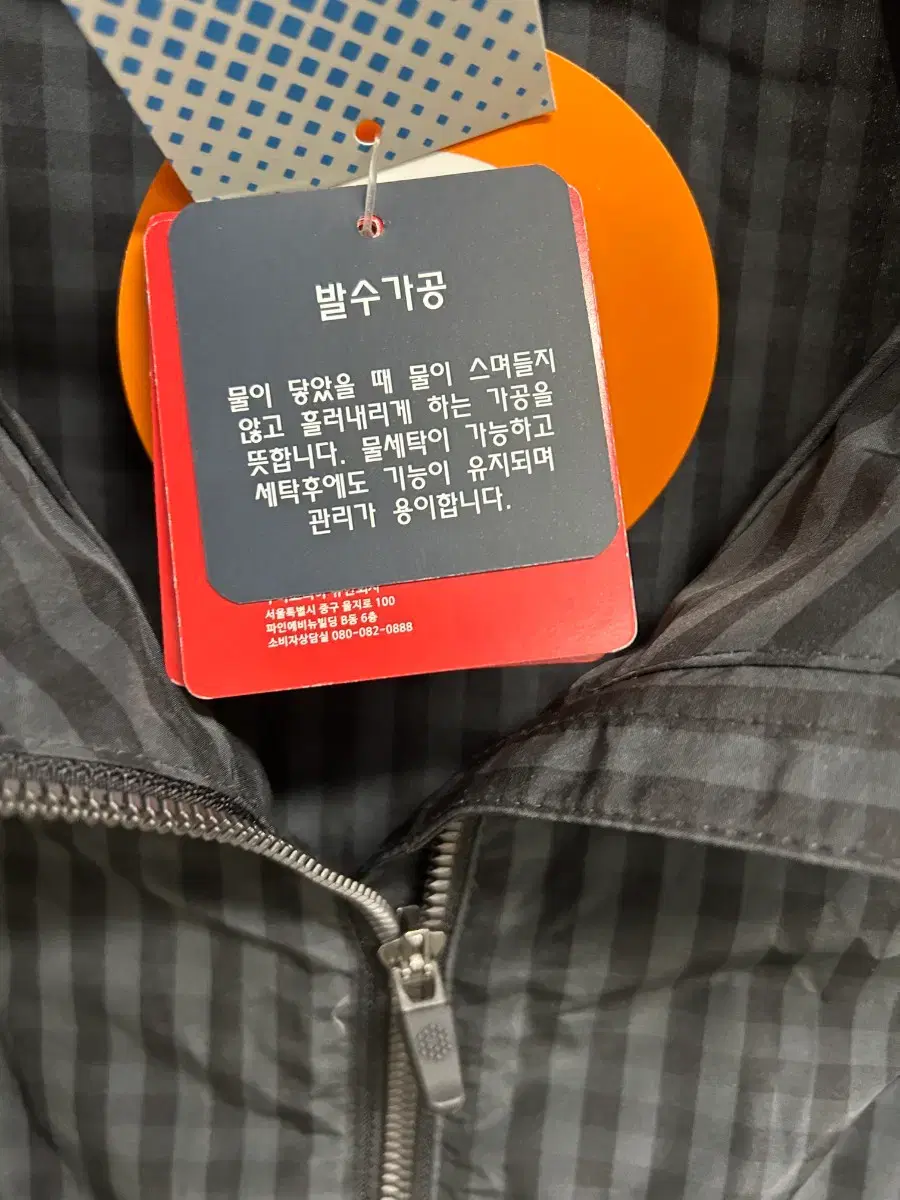 발수가공
물이 닿았을 때 물이 스며들지
않고 흘러내리게 하는 가공을
뜻합니다. 물세탁이 가능하고
세탁후에도 기능이 유지되며
관리가 용이합니다.
서울특별시 중구 을지로 100
파인에비뉴빌딩 B동 6층
소비자상담실 080-082-0888